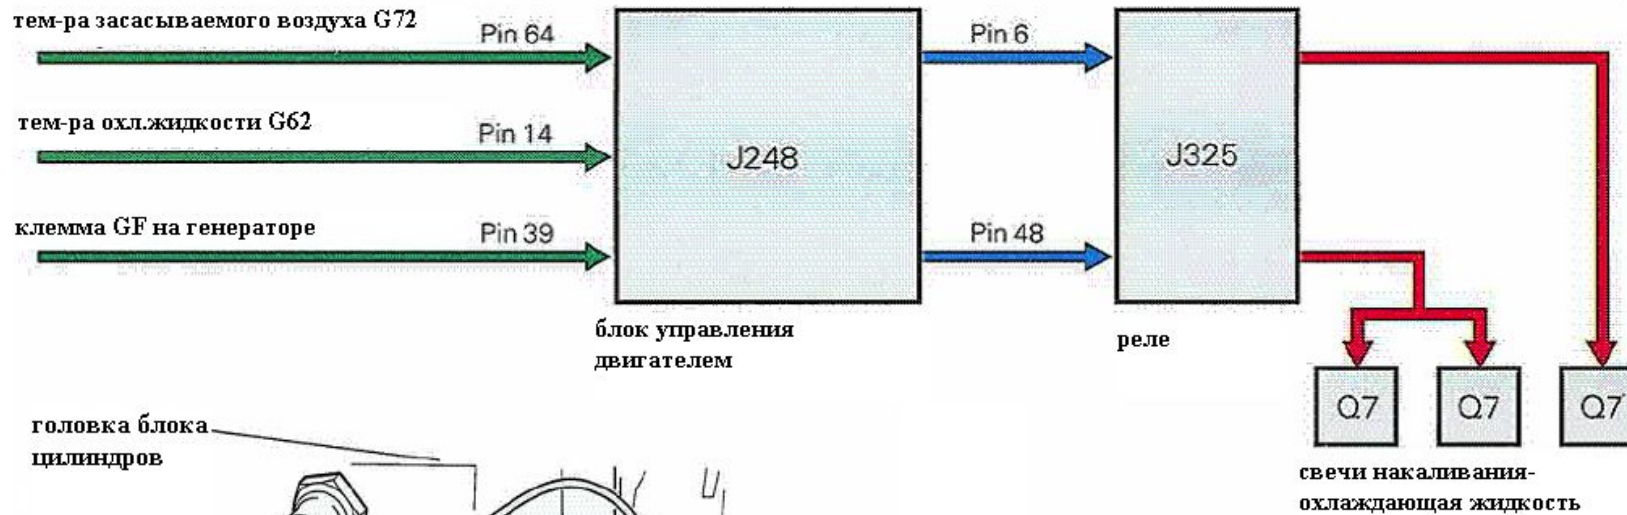 тем-ра засасываемого воздуха G72
Pin 64
Pin 6
тем-ра охл.жидкости G62
Pin 14
J248
J325
клемма GF на генераторе
Pin 39
Pin 48
блок управления
двигателем
реле
Q7
Q7
Q7
головка блока
цилиндров
свечи накаливания-
охлаждающая жидкость